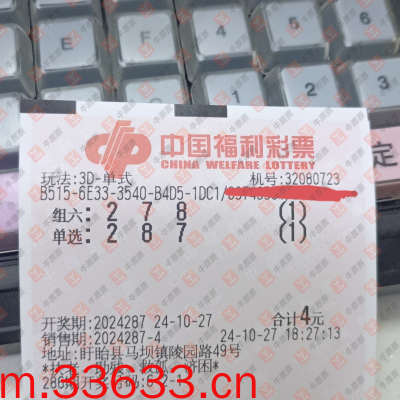 中国福利彩票
CHINA WELFARE LOTTERY
玩法:3D-单式 机号:32080723
B515-6E33-3540-B4D5-1DC1/
组六: 2 7 8 (1)
单选: 2 8 7 (1)
开奖期:2024287 24-10-27 合计4元
销售期:2024287-4 24-10-27 18:27:13
地址:盱眙县马坝镇陵园路49号
m.33633.cn